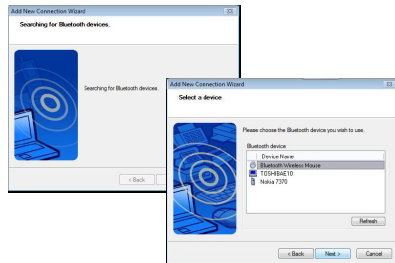 Add New Connection Wizard
Searching for Bluetooth devices.
Searching for Bluetooth devices.
< Back
Add New Connection Wizard
Select a device
Please choose the Bluetooth device you wish to use.
Bluetooth device
Device Name
Bluetooth Wireless Mouse
TOSHIBAE10
Nokia 7370
Refresh
< Back
Next >
Cancel